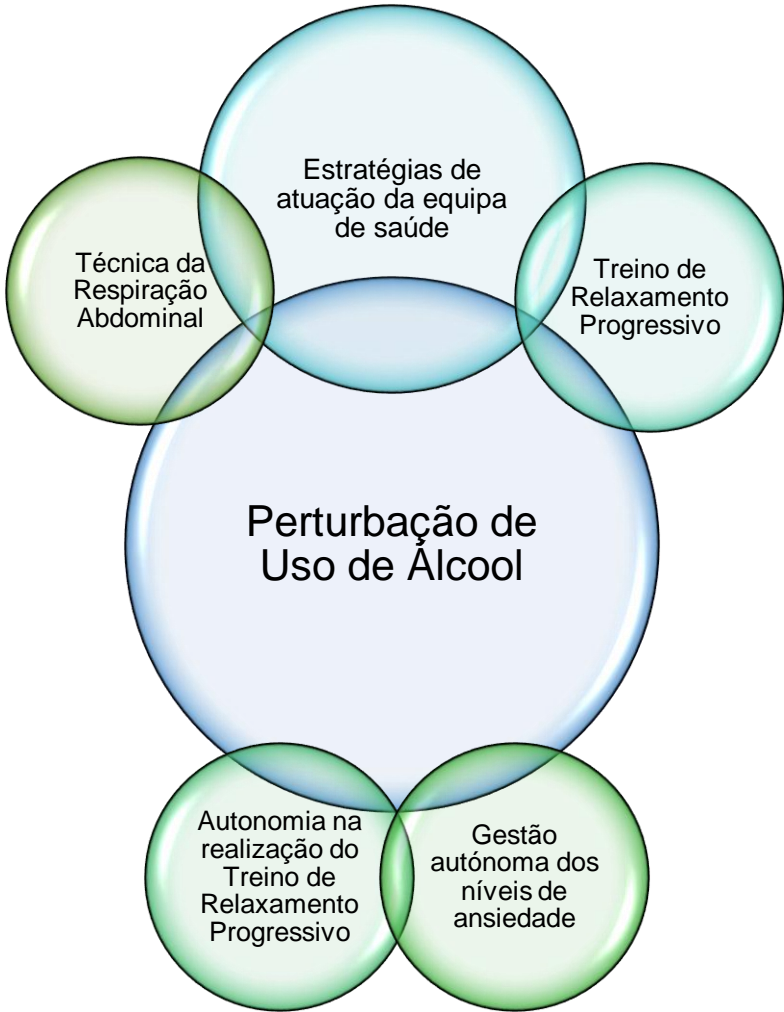 Estratégias de
atuação da equipa
de saúde
Técnica da
Respiração
Abdominal
Treino de
Relaxamento
Progressivo
Perturbação de
Uso de Álcool
Autonomia na
realização do
Treino de
Relaxamento
Progressivo
Gestão
autónoma dos
níveis de
ansiedade